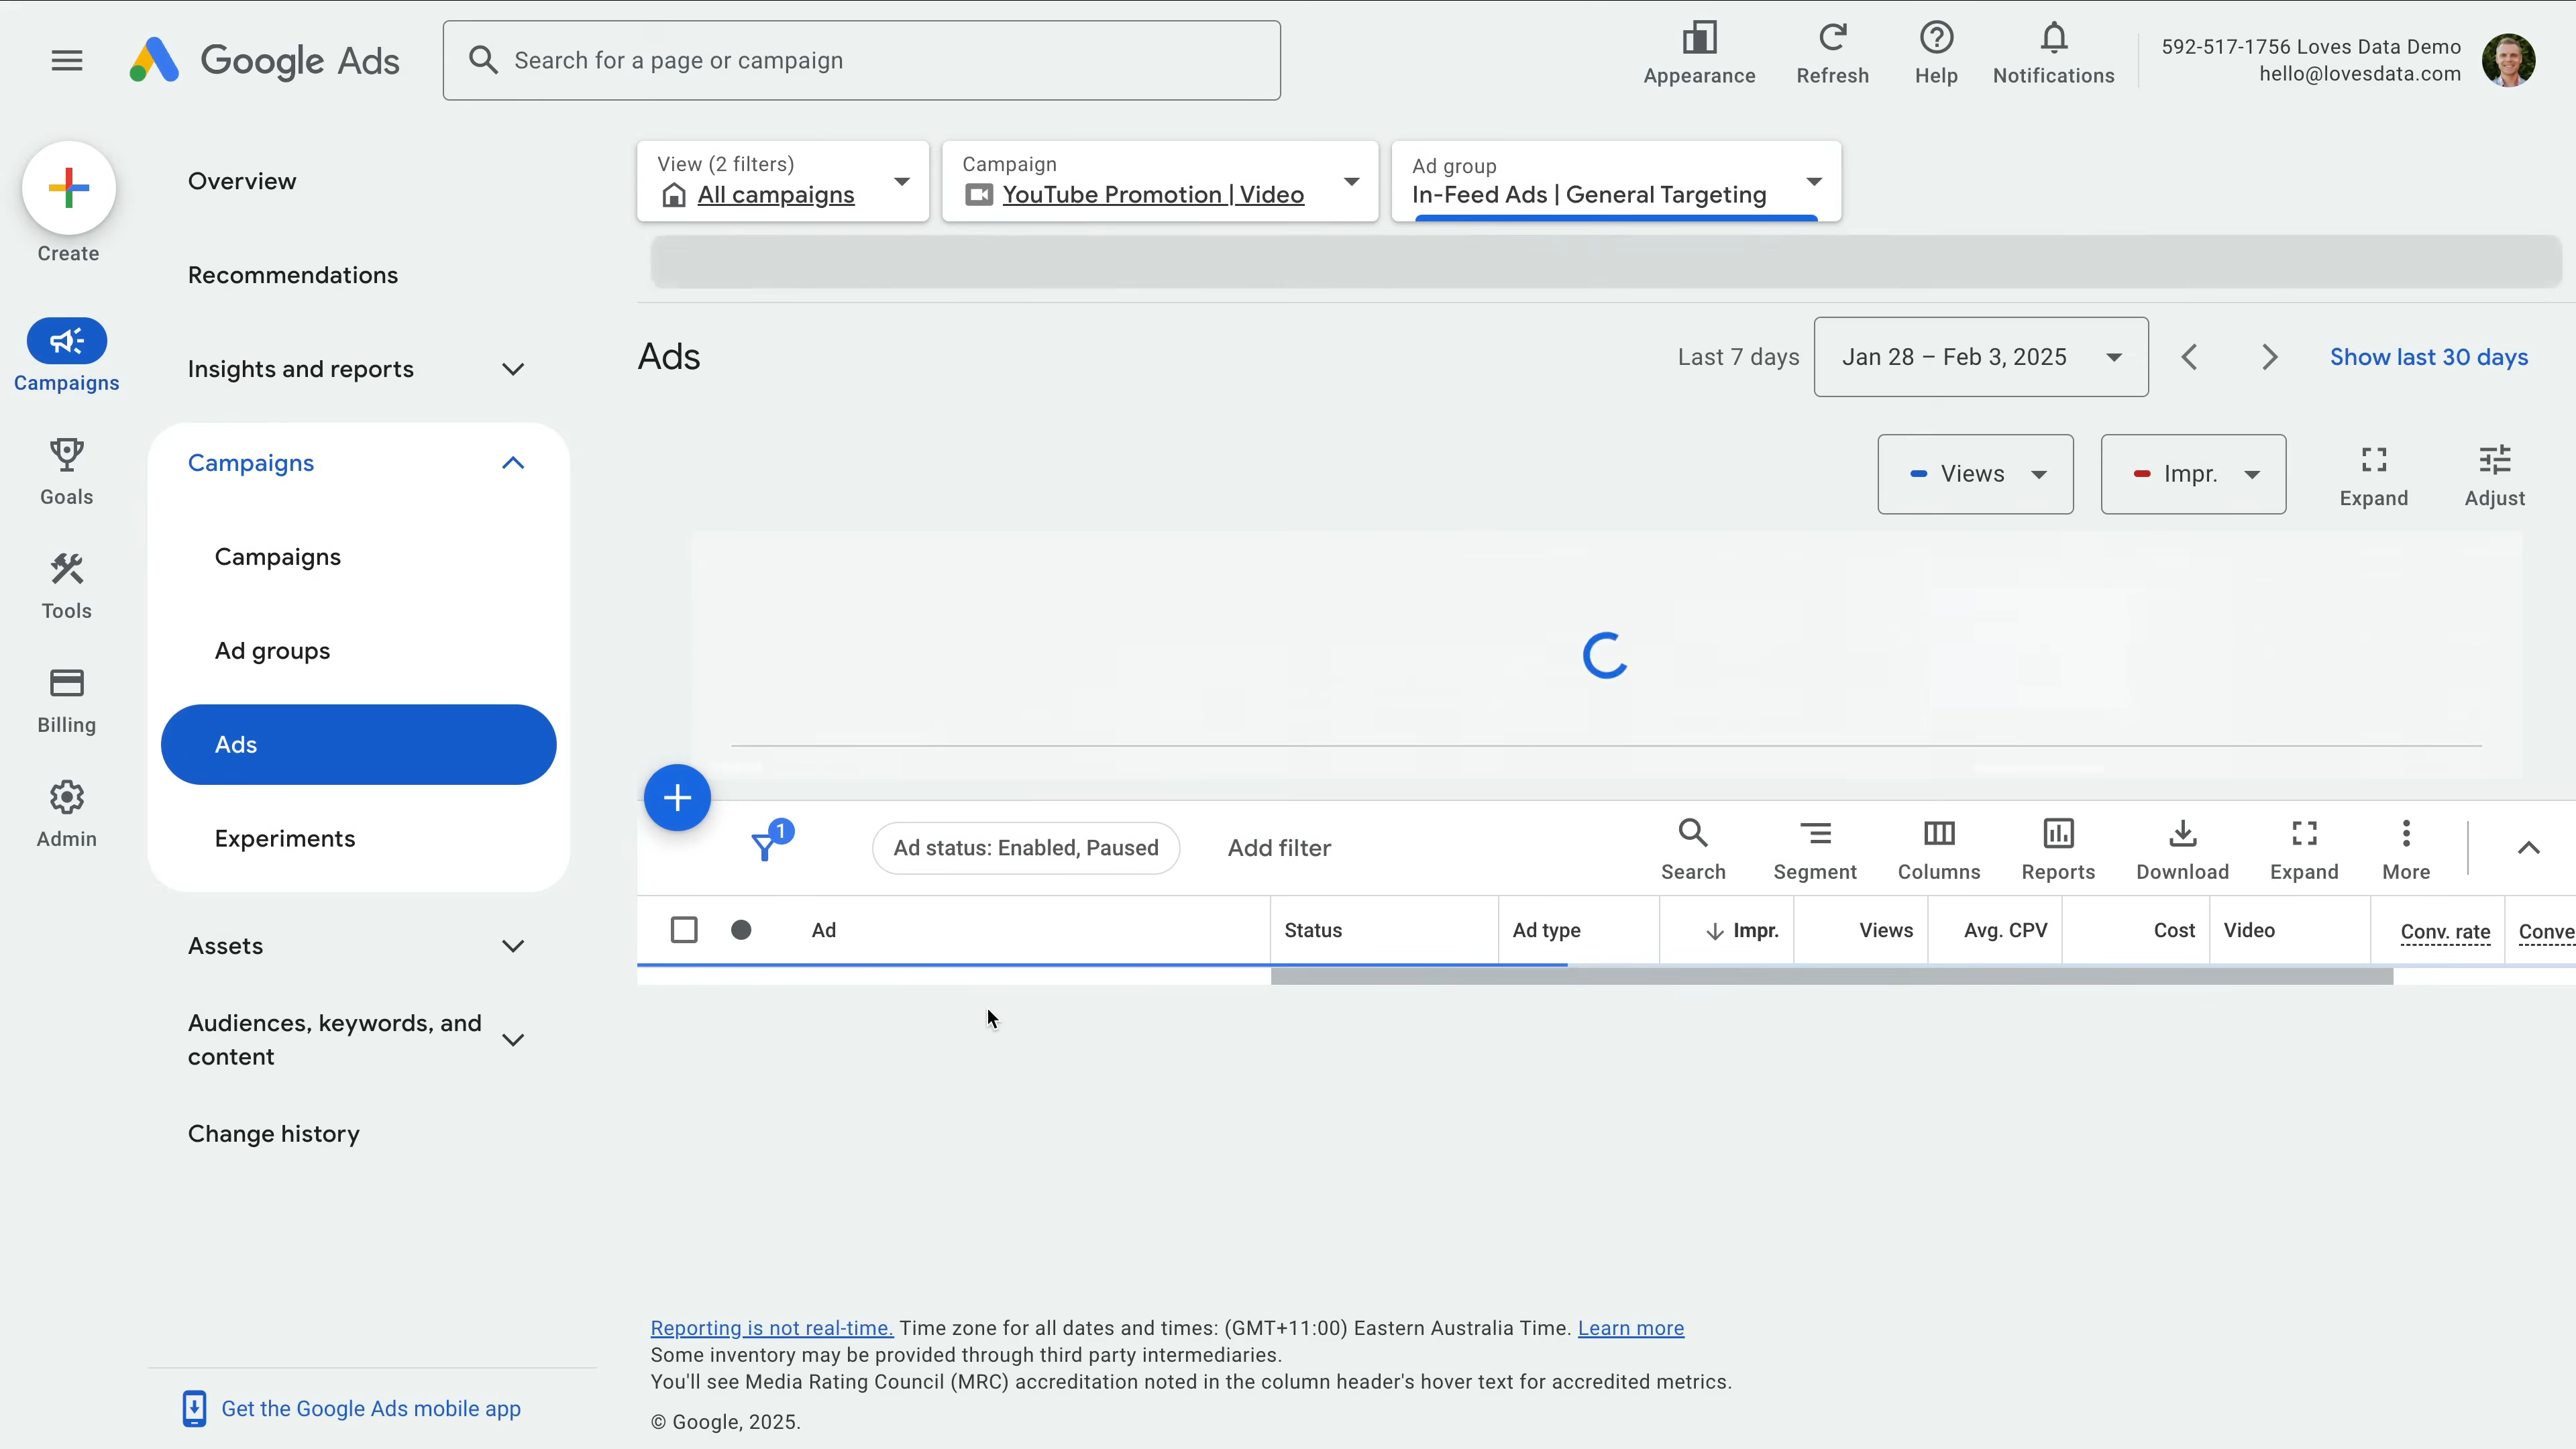 Google Ads
Search for a page or campaign
Appearance
Refresh
Help
Notifications
592-517-1756 Loves Data Demo
hello@lovesdata.com
Create
Campaigns
Goals
Tools
Billing
Admin
Overview
Recommendations
Insights and reports
Campaigns
Campaigns
Ad groups
Ads
Experiments
Assets
Audiences, keywords, and
content
Change history
Get the Google Ads mobile app
View (2 filters)
All campaigns
Campaign
YouTube Promotion | Video
Ad group
In-Feed Ads | General Targeting
Ads
Last 7 days
Jan 28 – Feb 3, 2025
Show last 30 days
Views
Impr.
Expand
Adjust
1
Ad status: Enabled, Paused
Add filter
Search
Segment
Columns
Reports
Download
Expand
More
Ad
Status
Ad type
Impr.
Views
Avg. CPV
Cost
Video
Conv. rate
Conve
Reporting is not real-time. Time zone for all dates and times: (GMT+11:00) Eastern Australia Time. Learn more
Some inventory may be provided through third party intermediaries.
You'll see Media Rating Council (MRC) accreditation noted in the column header's hover text for accredited metrics.
© Google, 2025.